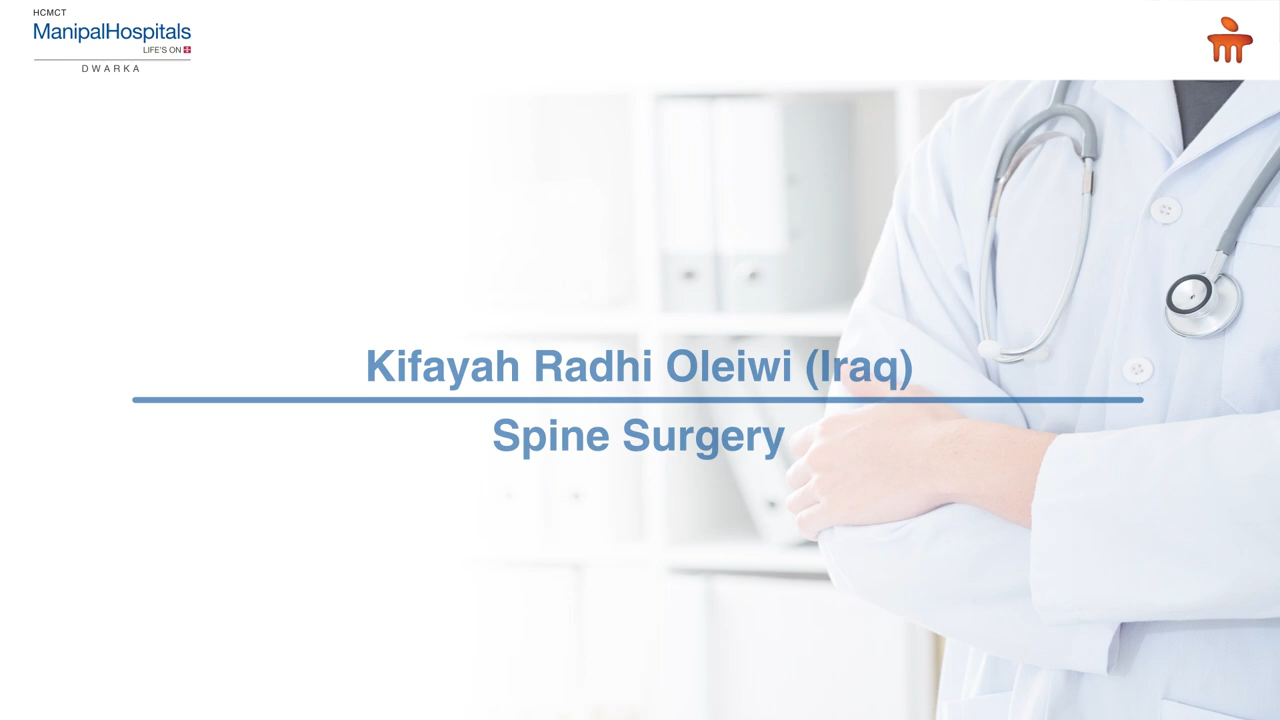 HCMCT
ManipalHospitals
LIFE'S ON
DWARKA
Kifayah Radhi Oleiwi (Iraq)
Spine Surgery